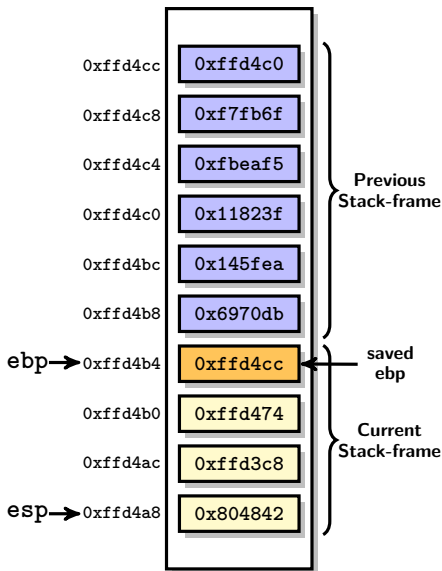 0xffd4cc 0xffd4c0
0xffd4c8 0xf7fb6f
0xffd4c4 0xfbeaf5
Previous
Stack-frame
0xffd4c0 0x11823f
0xffd4bc 0x145fea
0xffd4b8 0x6970db
ebp 0xffd4b4 0xffd4cc
saved
ebp
0xffd4b0 0xffd474
Current
Stack-frame
0xffd4ac 0xffd3c8
esp 0xffd4a8 0x804842